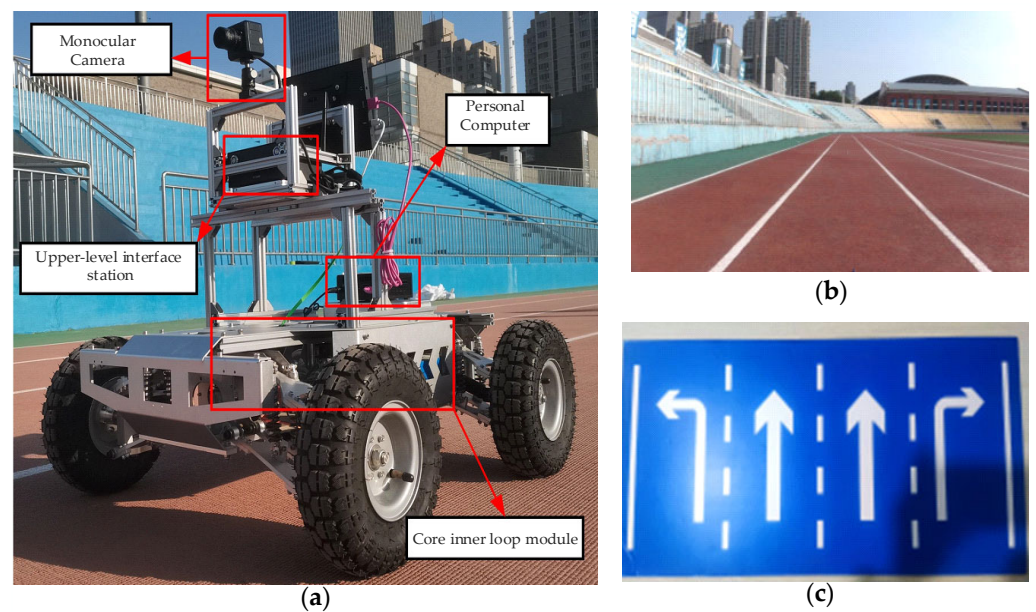 Monocular
Camera
Personal
Computer
Upper-level interface
station
Core inner loop module
(a)
(b)
(c)